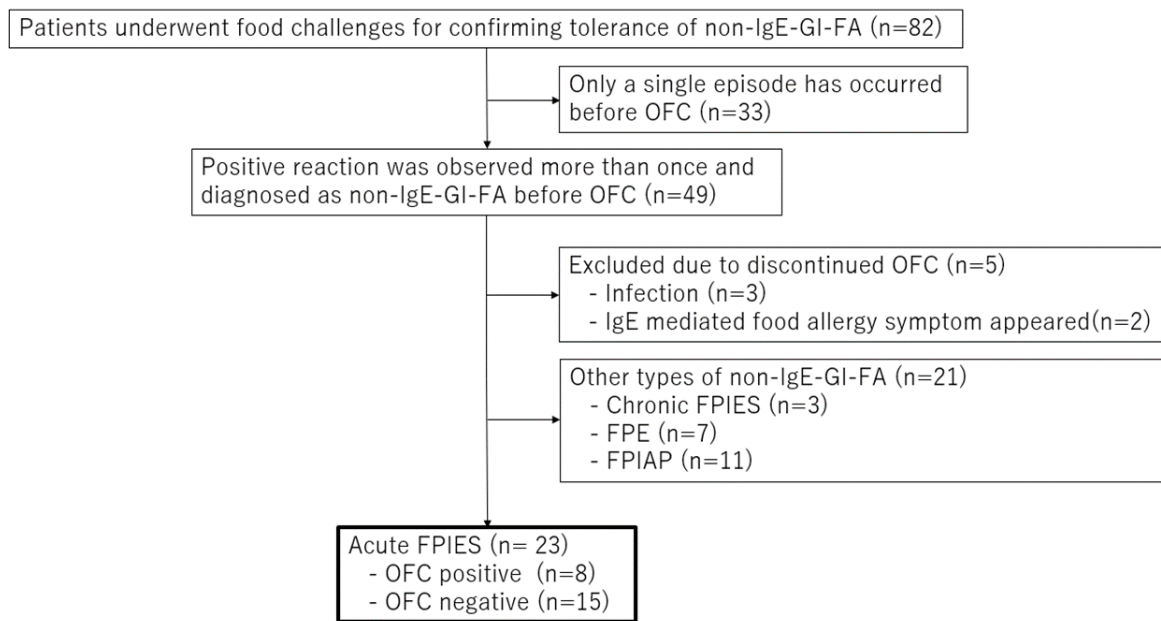 Patients underwent food challenges for confirming tolerance of non-IgE-GI-FA (n=82)
Only a single episode has occurred
before OFC (n=33)
Positive reaction was observed more than once and
diagnosed as non-IgE-GI-FA before OFC (n=49)
Excluded due to discontinued OFC (n=5)
- Infection (n=3)
- IgE mediated food allergy symptom appeared(n=2)
Other types of non-IgE-GI-FA (n=21)
- Chronic FPIES (n=3)
- FPE (n=7)
- FPIAP (n=11)
Acute FPIES (n= 23)
- OFC positive (n=8)
- OFC negative (n=15)